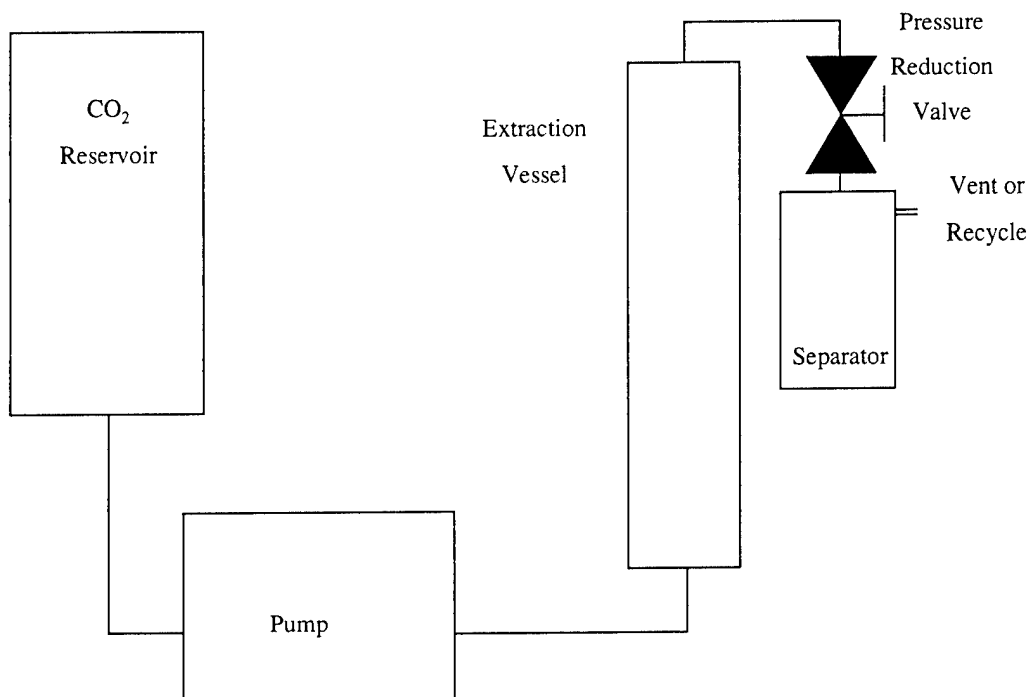 CO₂
Reservoir
Extraction
Vessel
Pressure
Reduction
Valve
Vent or
Recycle
Separator
Pump